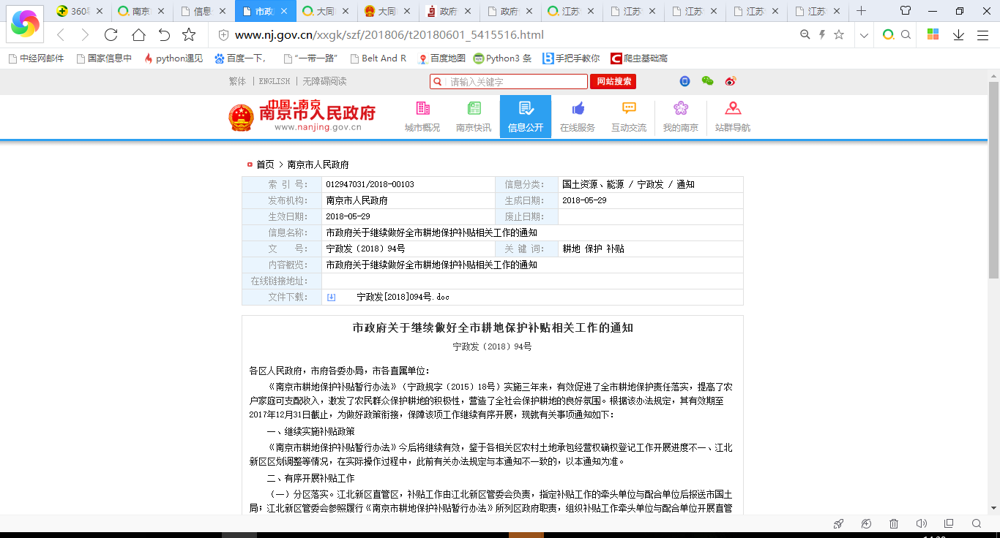 360
南京
信息
市政
大同
大同
政府
政府
江苏
江苏
江苏
江苏
江苏
www.nj.gov.cn/xxgk/szf/201806/t20180601_5415516.html
中经网邮件 国家信息中 python遇见 百度一下, "一带一路" Belt And R 百度地图 Python3 条 手把手教你 爬虫基础高
繁体 | ENGLISH | 无障碍阅读 请输入关键字 网站搜索
中国·南京
南京市人民政府
www.nanjing.gov.cn
城市概况 南京快讯 信息公开 在线服务 互动交流 我的南京 站群导航
首页 > 南京市人民政府
索 引 号: 012947031/2018-00103 信息分类: 国土资源、能源 / 宁政发 / 通知
发布机构: 南京市人民政府 生成日期: 2018-05-29
生效日期: 2018-05-29 废止日期:
信息名称: 市政府关于继续做好全市耕地保护补贴相关工作的通知
文 号: 宁政发〔2018〕94号 关 键 词: 耕地 保护 补贴
内容概览: 市政府关于继续做好全市耕地保护补贴相关工作的通知
在线链接地址:
文件下载: 宁政发[2018]094号.doc
市政府关于继续做好全市耕地保护补贴相关工作的通知
宁政发〔2018〕94号
各区人民政府，市府各委办局，市各直属单位：
《南京市耕地保护补贴暂行办法》（宁政规字〔2015〕18号）实施三年来，有效促进了全市耕地保护责任落实，提高了农
户家庭可支配收入，激发了农民群众保护耕地的积极性，营造了全社会保护耕地的良好氛围。根据该办法规定，其有效期至
2017年12月31日截止，为做好政策衔接，保障该项工作继续有序开展，现就有关事项通知如下：
一、继续实施补贴政策
《南京市耕地保护补贴暂行办法》今后将继续有效，鉴于各相关区农村土地承包经营权确权登记工作开展进度不一、江北
新区区划调整等情况，在实际操作过程中，此前有关办法规定与本通知不一致的，以本通知为准。
二、有序开展补贴工作
（一）分区落实。江北新区直管区，补贴工作由江北新区管委会负责，指定补贴工作的牵头单位与配合单位后报送市国土
局；江北新区管委会参照履行《南京市耕地保护补贴暂行办法》所列区政府职责，组织补贴工作牵头单位与配合单位开展直管